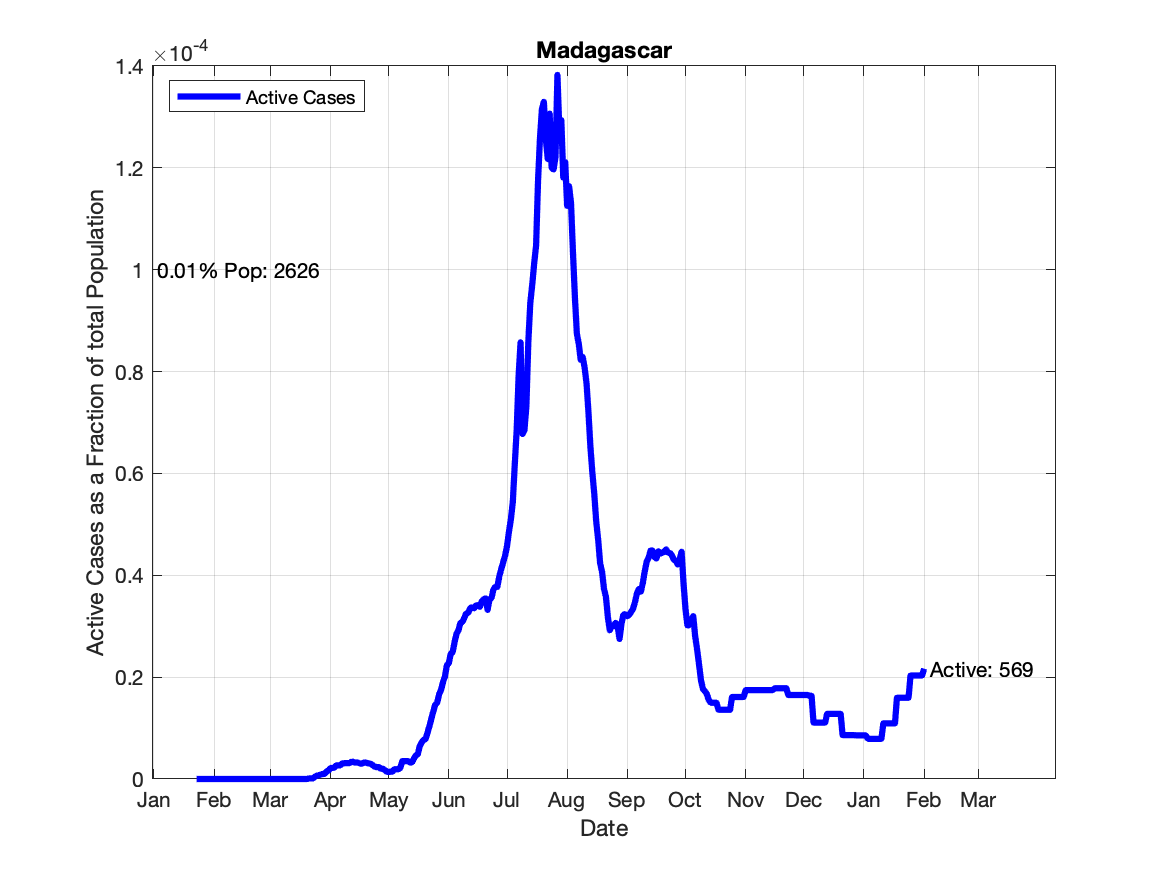 Madagascar
×10-4
1.4
1.2
1
0.8
0.6
0.4
0.2
0
Active Cases as a Fraction of total Population
Active Cases
0.01% Pop: 2626
Active: 569
Jan Feb Mar Apr May Jun Jul Aug Sep Oct Nov Dec Jan Feb Mar
Date